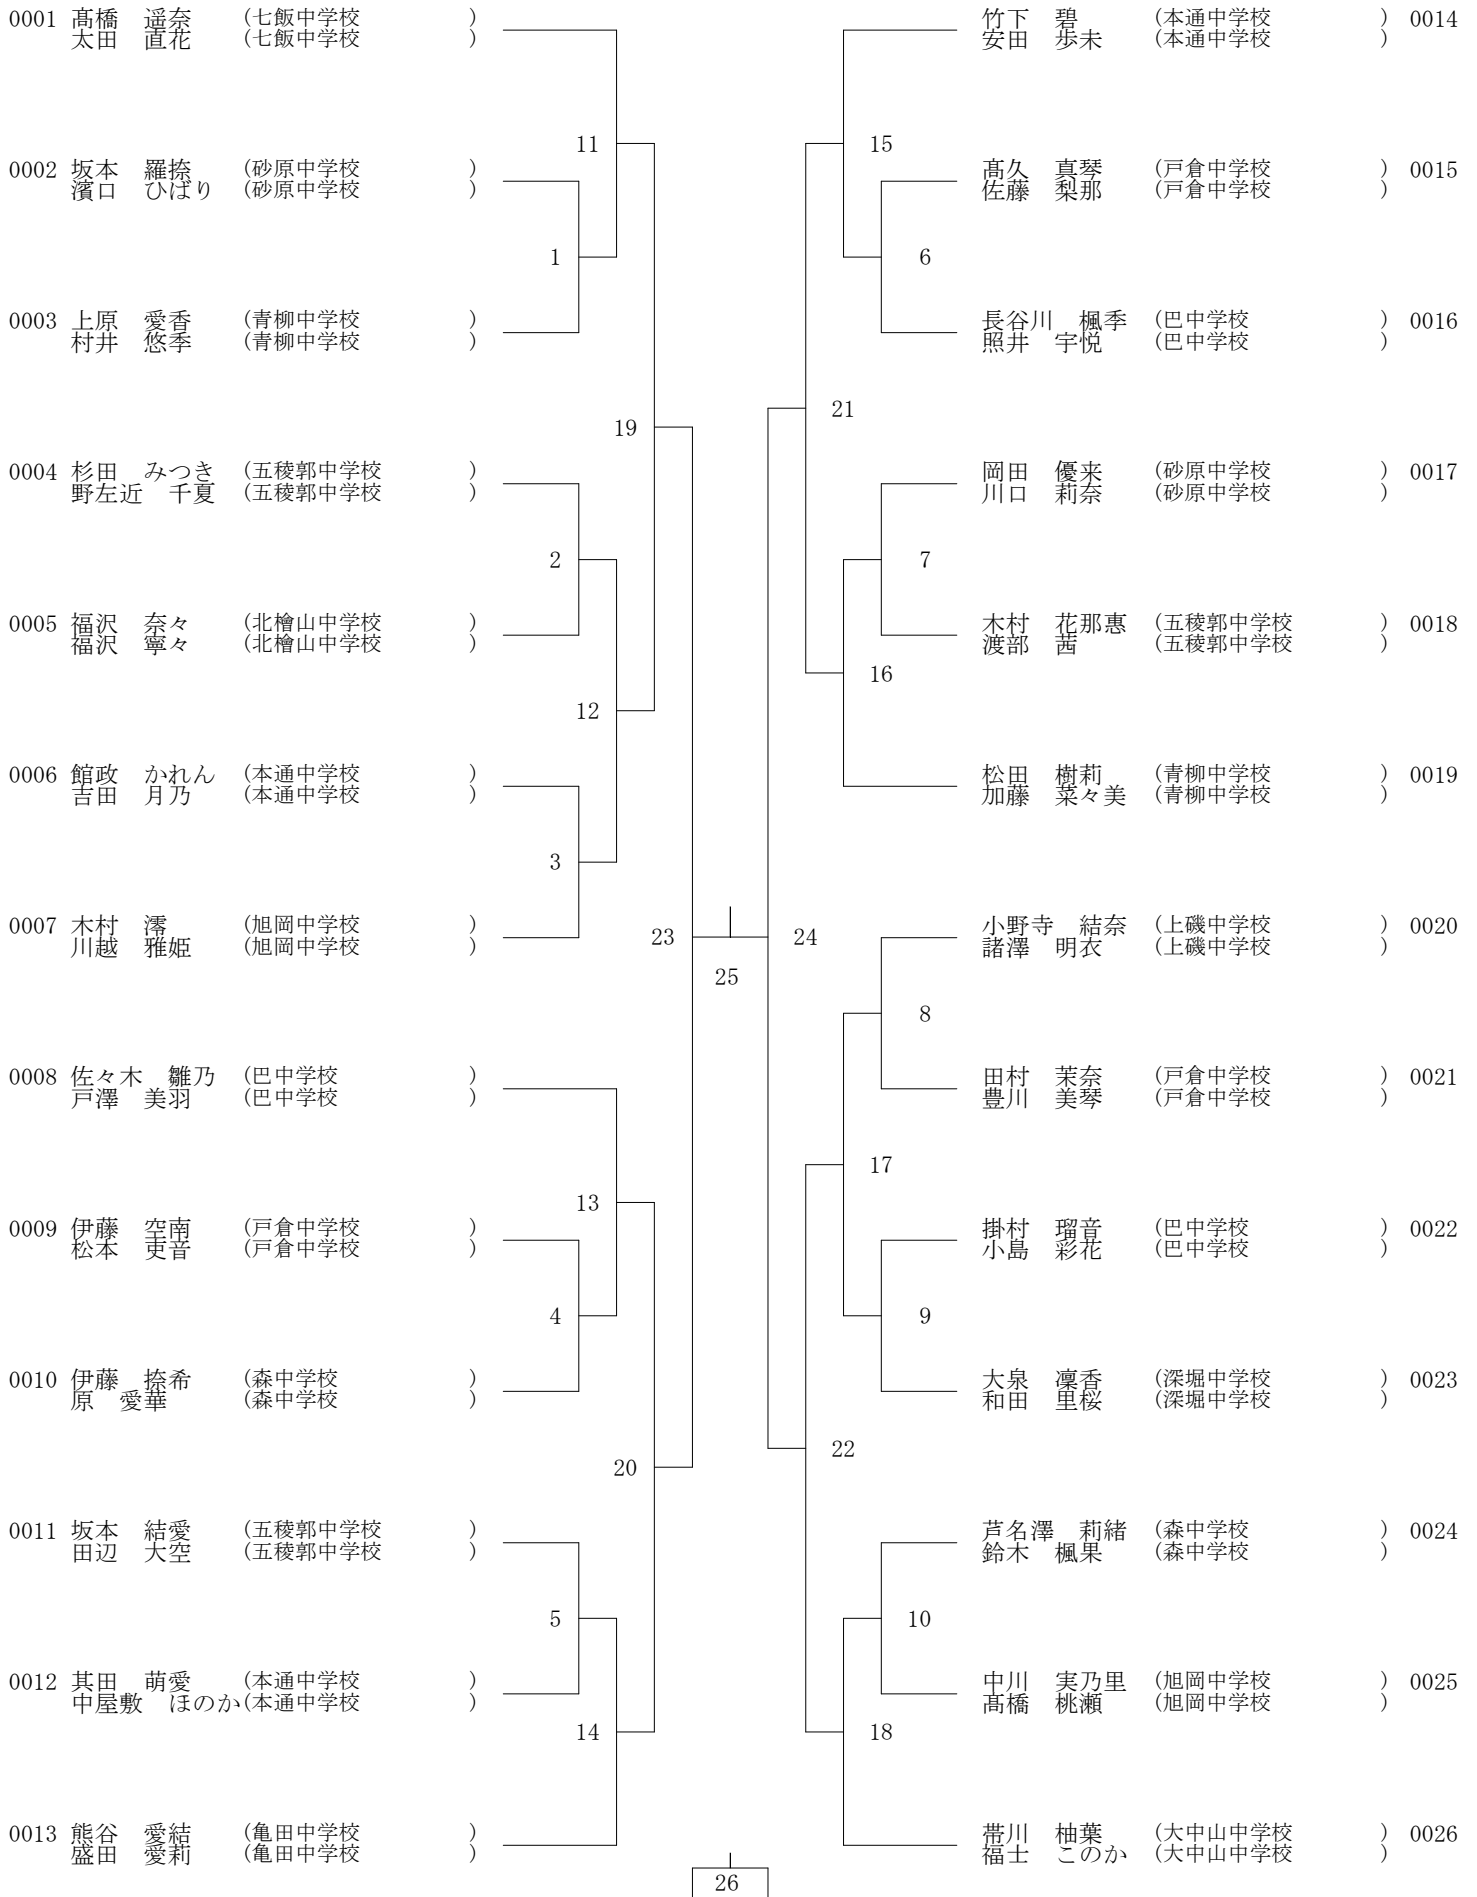 0001 髙橋　遥奈 (七飯中学校 )
太田　直花 (七飯中学校 )
11
0002 坂本　羅捺 (砂原中学校 )
濱口　ひばり (砂原中学校 )
1
0003 上原　愛香 (青柳中学校 )
村井　悠季 (青柳中学校 )
19
0004 杉田　みつき (五稜郭中学校 )
野左近　千夏 (五稜郭中学校 )
2
0005 福沢　奈々 (北檜山中学校 )
福沢　寧々 (北檜山中学校 )
12
0006 館政　かれん (本通中学校 )
吉田　月乃 (本通中学校 )
3
0007 木村　澪 (旭岡中学校 )
川越　雅姫 (旭岡中学校 )
23
0008 佐々木　雛乃 (巴中学校 )
戸澤　美羽 (巴中学校 )
13
0009 伊藤　空南 (戸倉中学校 )
松本　吏音 (戸倉中学校 )
4
0010 伊藤　捺希 (森中学校 )
原　愛華 (森中学校 )
20
0011 坂本　結愛 (五稜郭中学校 )
田辺　大空 (五稜郭中学校 )
5
0012 其田　萌愛 (本通中学校 )
中屋敷　ほのか(本通中学校 )
14
0013 熊谷　愛結 (亀田中学校 )
盛田　愛莉 (亀田中学校 )
25
26
竹下　碧 (本通中学校 ) 0014
安田　歩未 (本通中学校 )
15
髙久　真琴 (戸倉中学校 ) 0015
佐藤　梨那 (戸倉中学校 )
6
長谷川　楓季 (巴中学校 ) 0016
照井　宇悦 (巴中学校 )
21
岡田　優来 (砂原中学校 ) 0017
川口　莉奈 (砂原中学校 )
7
木村　花那惠 (五稜郭中学校 ) 0018
渡部　茜 (五稜郭中学校 )
16
松田　樹莉 (青柳中学校 ) 0019
加藤　菜々美 (青柳中学校 )
24
小野寺　結奈 (上磯中学校 ) 0020
諸澤　明衣 (上磯中学校 )
8
田村　茉奈 (戸倉中学校 ) 0021
豊川　美琴 (戸倉中学校 )
17
掛村　瑠音 (巴中学校 ) 0022
小島　彩花 (巴中学校 )
9
大泉　凜香 (深堀中学校 ) 0023
和田　里桜 (深堀中学校 )
22
芦名澤　莉緒 (森中学校 ) 0024
鈴木　楓果 (森中学校 )
10
中川　実乃里 (旭岡中学校 ) 0025
髙橋　桃瀬 (旭岡中学校 )
18
帯川　柚葉 (大中山中学校 ) 0026
福士　このか (大中山中学校 )